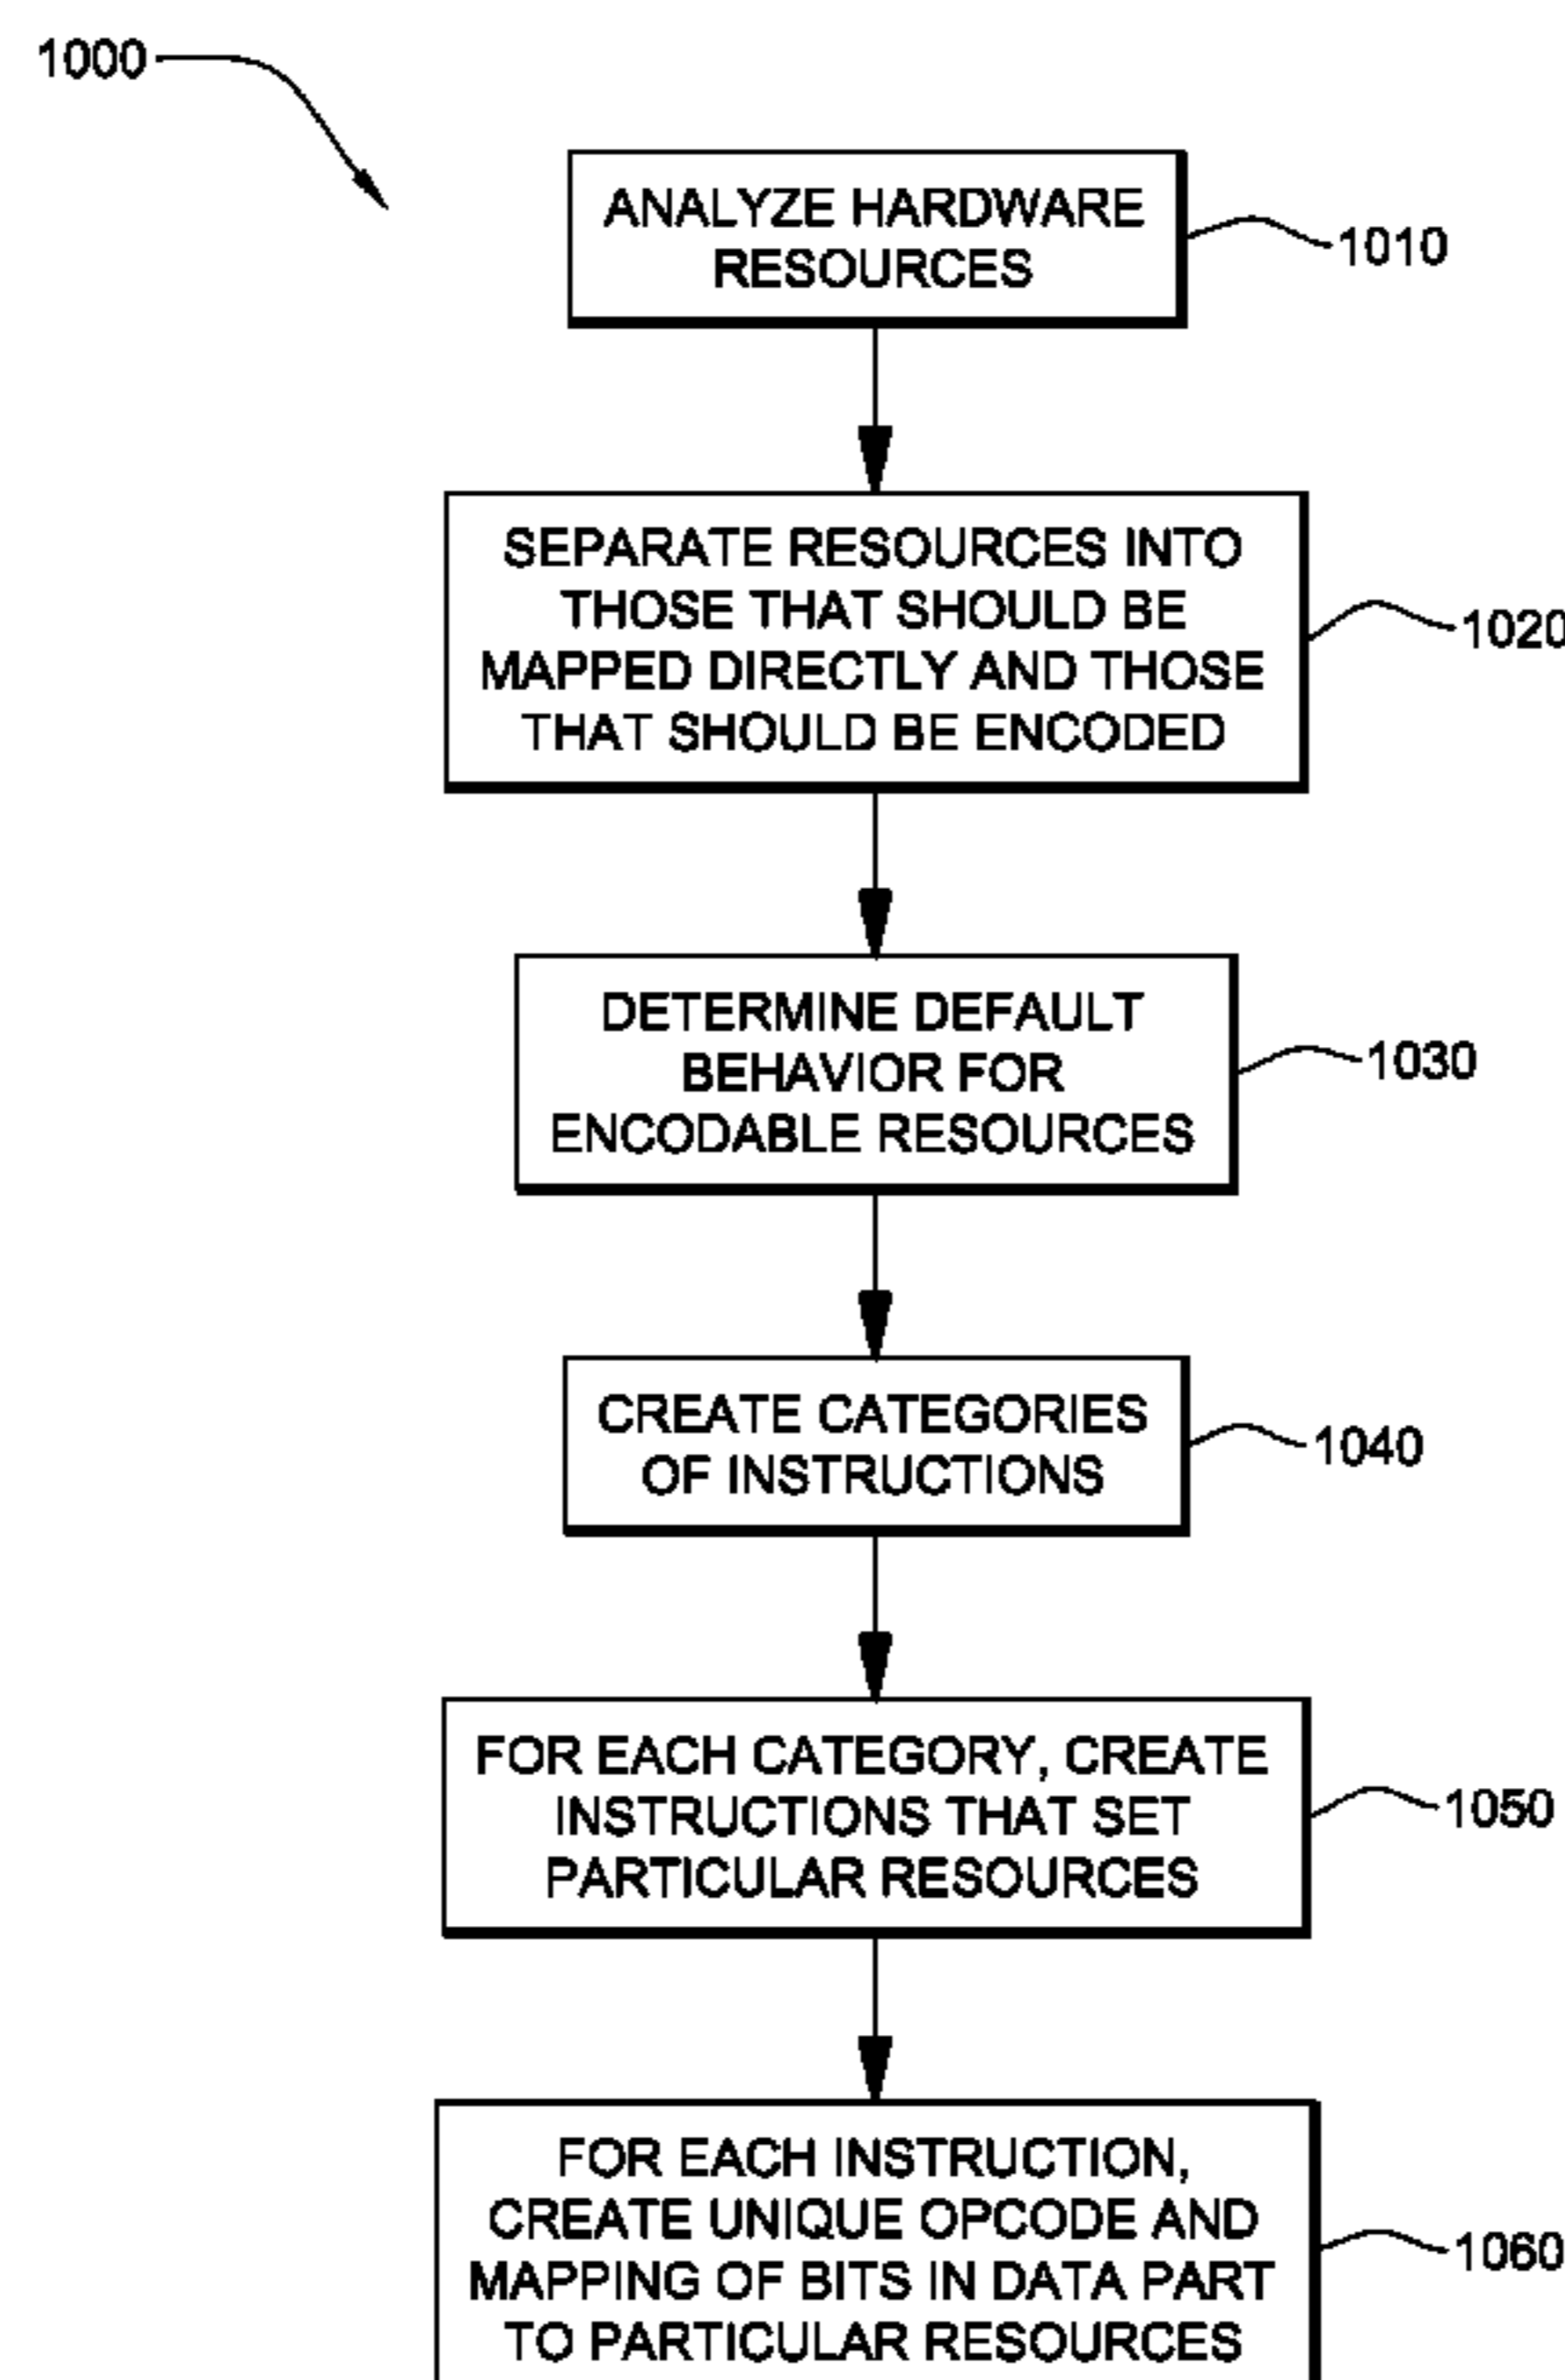 1000
ANALYZE HARDWARE
RESOURCES
1010
SEPARATE RESOURCES INTO
THOSE THAT SHOULD BE
MAPPED DIRECTLY AND THOSE
THAT SHOULD BE ENCODED
1020
DETERMINE DEFAULT
BEHAVIOR FOR
ENCODABLE RESOURCES
1030
CREATE CATEGORIES
OF INSTRUCTIONS
1040
FOR EACH CATEGORY, CREATE
INSTRUCTIONS THAT SET
PARTICULAR RESOURCES
1050
FOR EACH INSTRUCTION,
CREATE UNIQUE OPCODE AND
MAPPING OF BITS IN DATA PART
TO PARTICULAR RESOURCES
1060